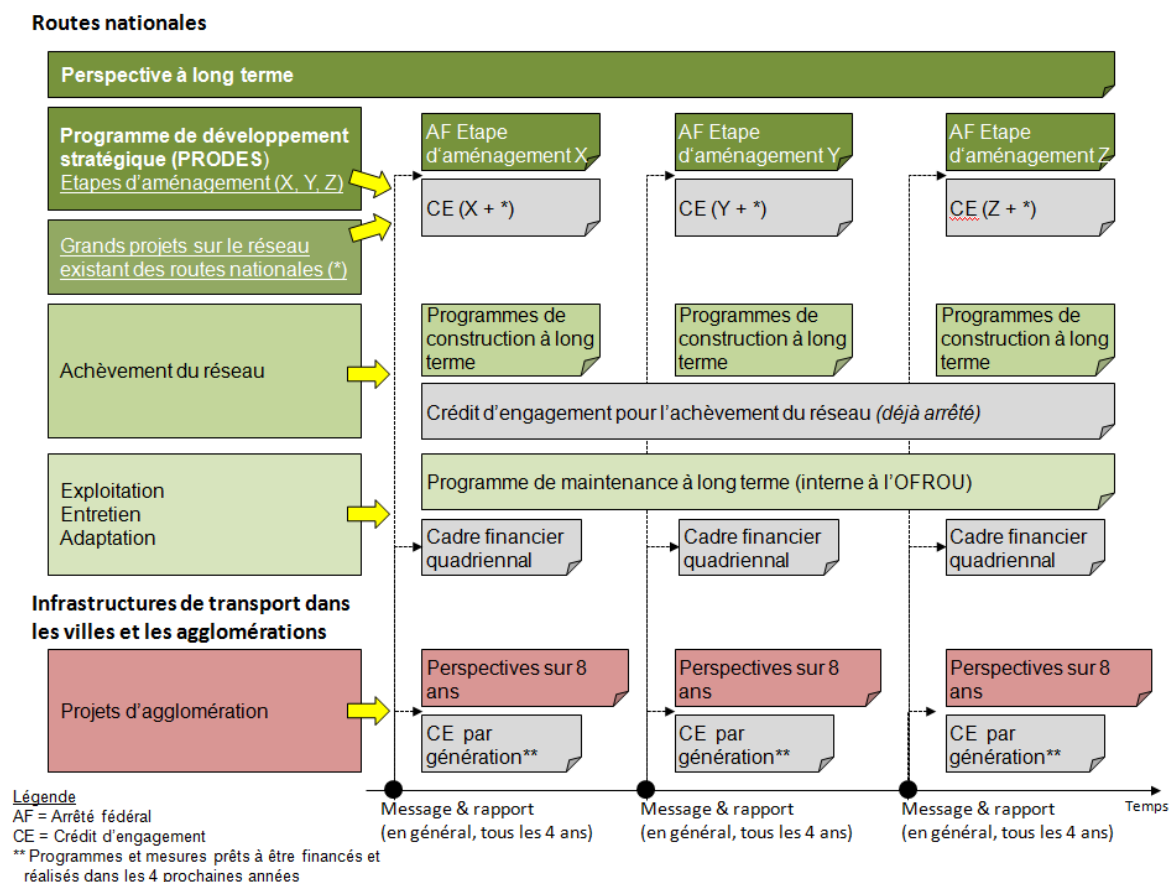 Routes nationales
Perspective à long terme
Programme de développement
stratégique (PRODES)
Etapes d'aménagement (X, Y, Z)
AF Etape
d'aménagement X
AF Etape
d'aménagement Y
AF Etape
d'aménagement Z
CE (X + *)
CE (Y + *)
CE (Z + *)
Grands projets sur le réseau
existant des routes nationales (*)
Achèvement du réseau
Programmes de
construction à long
terme
Programmes de
construction à long
terme
Programmes de
construction à long
terme
Crédit d'engagement pour l'achèvement du réseau (déjà arrêté)
Exploitation
Entretien
Adaptation
Programme de maintenance à long terme (interne à l'OFROU)
Cadre financier
quadriennal
Cadre financier
quadriennal
Cadre financier
quadriennal
Infrastructures de transport dans
les villes et les agglomérations
Projets d'agglomération
Perspectives sur 8
ans
Perspectives sur 8
ans
Perspectives sur 8
ans
CE par
génération**
CE par
génération**
CE par
génération**
Message & rapport
(en général, tous les 4 ans)
Message & rapport
(en général, tous les 4 ans)
Message & rapport
(en général, tous les 4 ans)
Temps
Légende
AF = Arrêté fédéral
CE = Crédit d'engagement
** Programmes et mesures prêts à être financés et
réalisés dans les 4 prochaines années